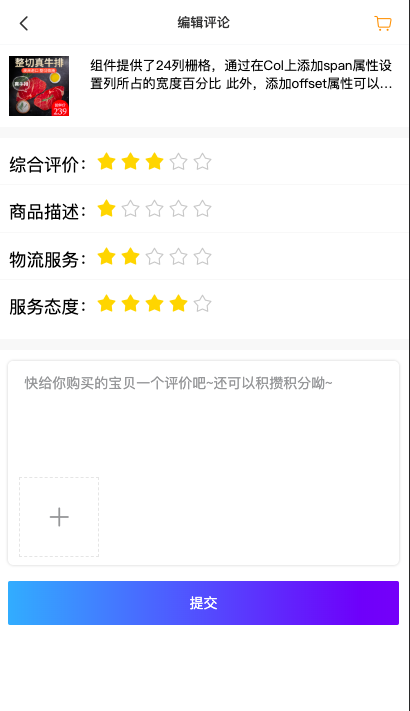 编辑评论
整切真牛排
239
组件提供了24列栅格，通过在Col上添加span属性设
置列所占的宽度百分比 此外，添加offset属性可以…
综合评价：
商品描述：
物流服务：
服务态度：
快给你购买的宝贝一个评价吧~还可以积攒积分呦~
提交